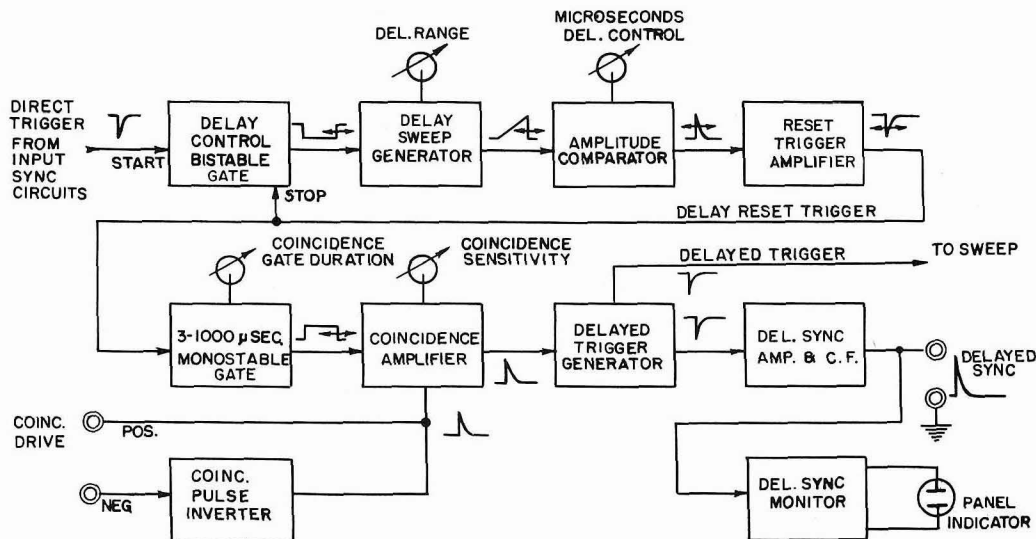 MICROSECONDS
DEL. CONTROL
DEL. RANGE
DIRECT
TRIGGER
FROM
INPUT
SYNC
CIRCUITS
START
DELAY
CONTROL
BISTABLE
GATE
DELAY
SWEEP
GENERATOR
AMPLITUDE
COMPARATOR
RESET
TRIGGER
AMPLIFIER
STOP
DELAY RESET TRIGGER
COINCIDENCE
GATE DURATION
COINCIDENCE
SENSITIVITY
DELAYED TRIGGER
TO SWEEP
3-1000 μSEC.
MONOSTABLE
GATE
COINCIDENCE
AMPLIFIER
DELAYED
TRIGGER
GENERATOR
DEL. SYNC
AMP. & C.F.
DELAYED
SYNC
COINC.
DRIVE
POS.
NEG
COINC.
PULSE
INVERTER
DEL. SYNC
MONITOR
PANEL
INDICATOR